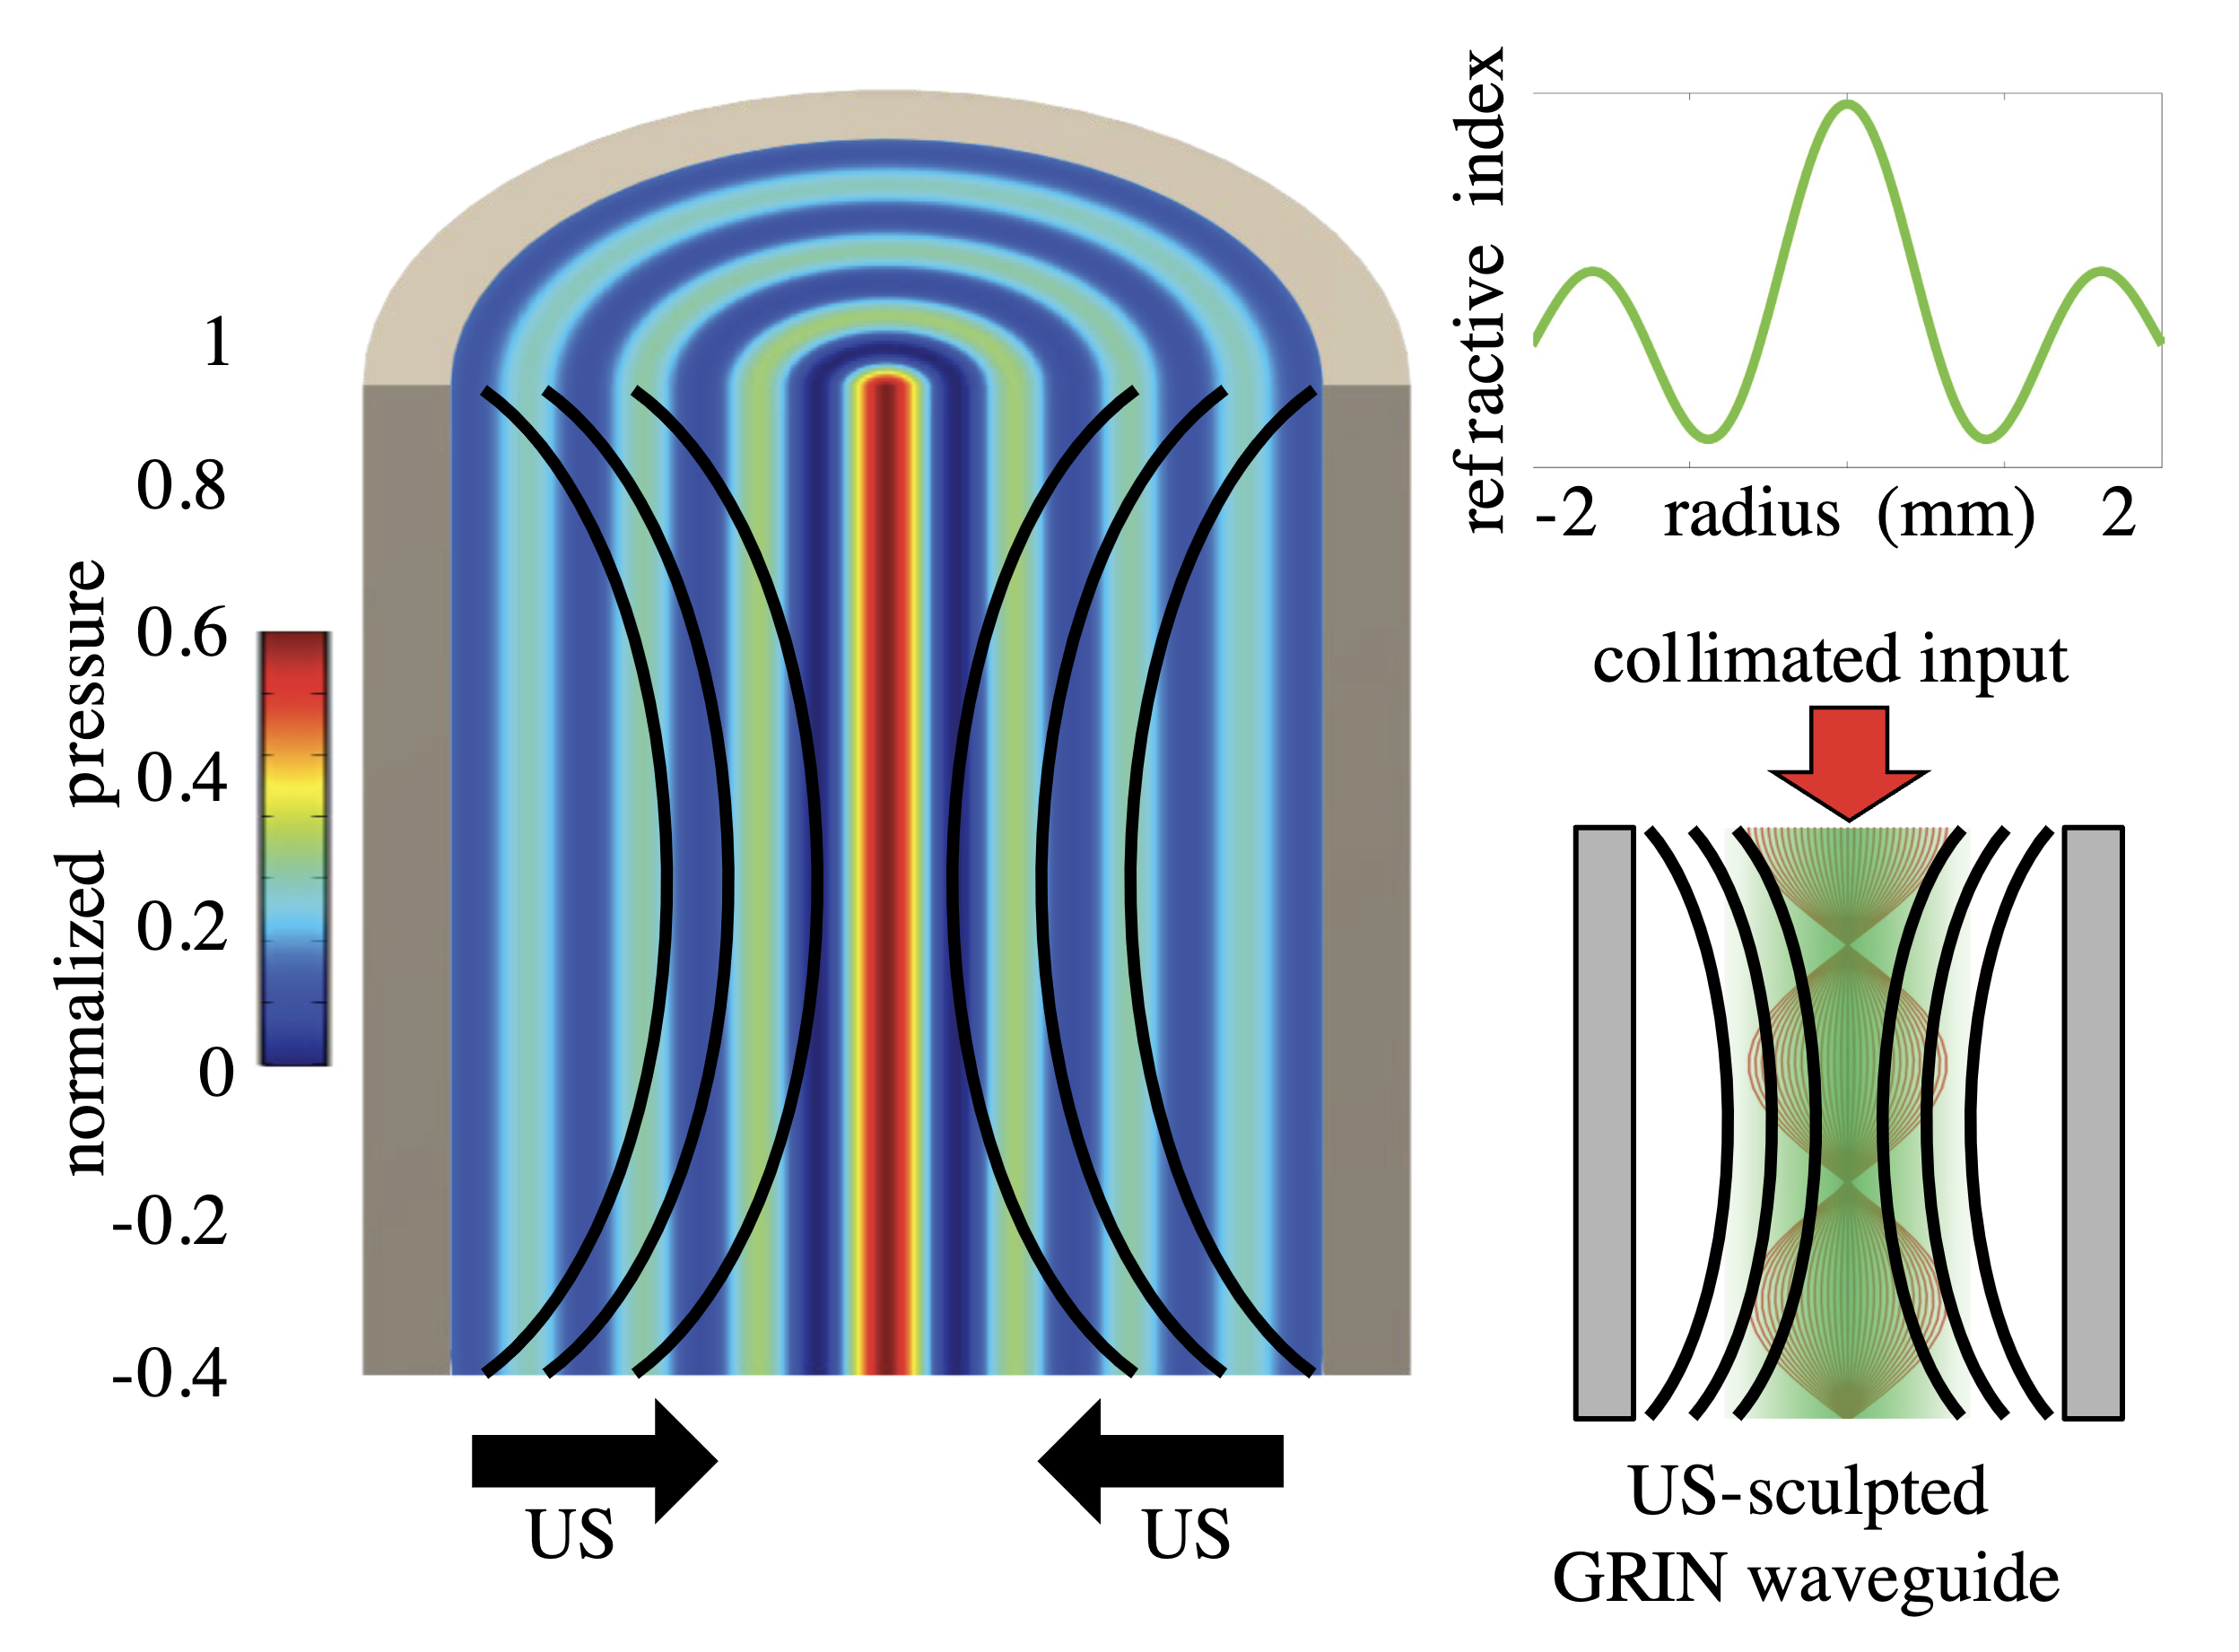 normalized pressure
1
0.8
0.6
0.4
0.2
0
-0.2
-0.4
US
US
refractive index
-2 radius (mm) 2
collimated input
US-sculpted
GRIN waveguide